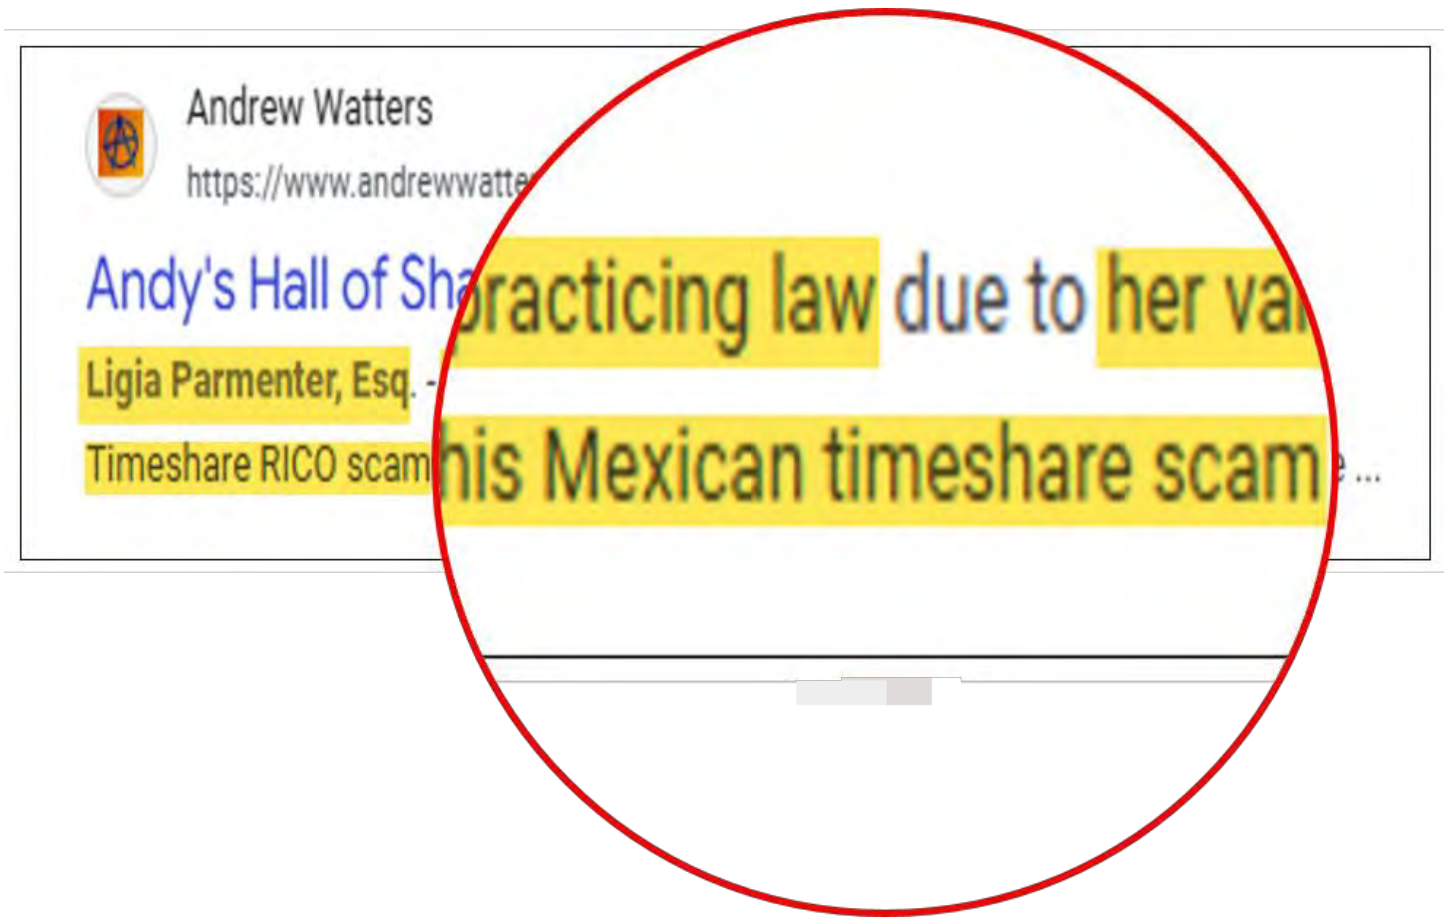 Andrew Watters
https://www.andrewwatte
Andy's Hall of Sha
practicing law due to her va
Ligia Parmenter, Esq. -
Timeshare RICO scam
his Mexican timeshare scam
e ...